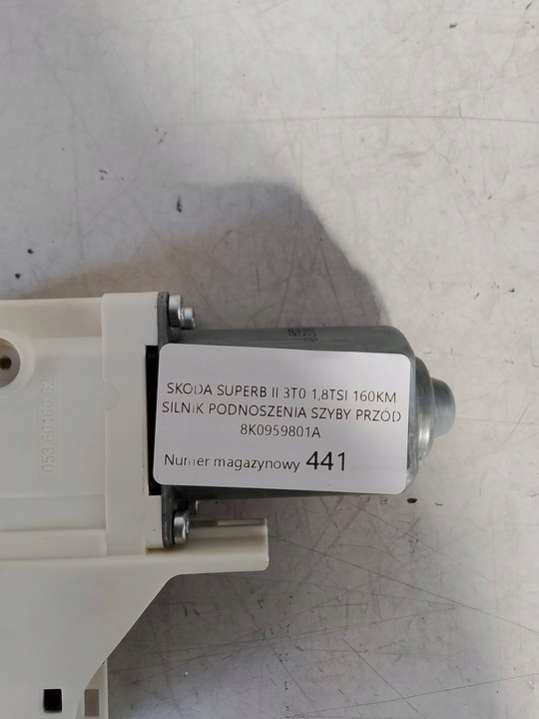 SKODA SUPERB II 3T0 1,8TSI 160KM
SILNIK PODNOSZENIA SZYBY PRZÓD
8K0959801A
Numer magazynowy 441